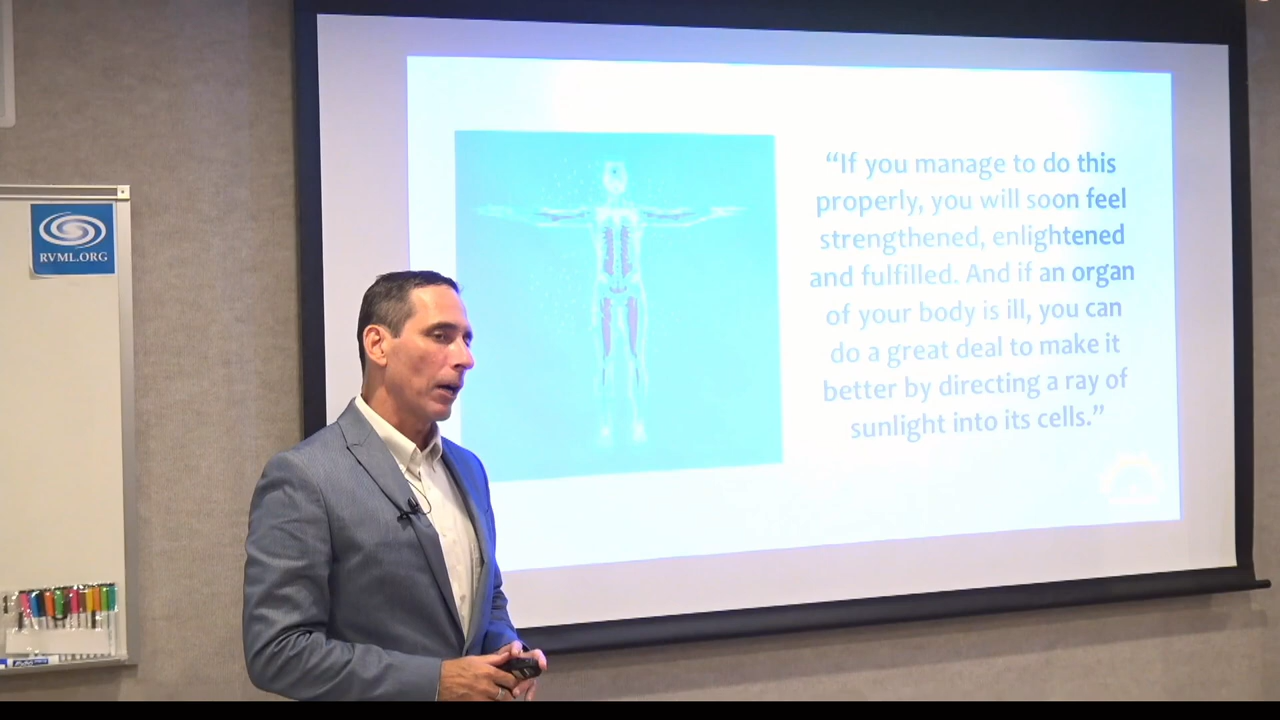 RVML.ORG
“If you manage to do this
properly, you will soon feel
strengthened, enlightened
and fulfilled. And if an organ
of your body is ill, you can
do a great deal to make it
better by directing a ray of
sunlight into its cells.”